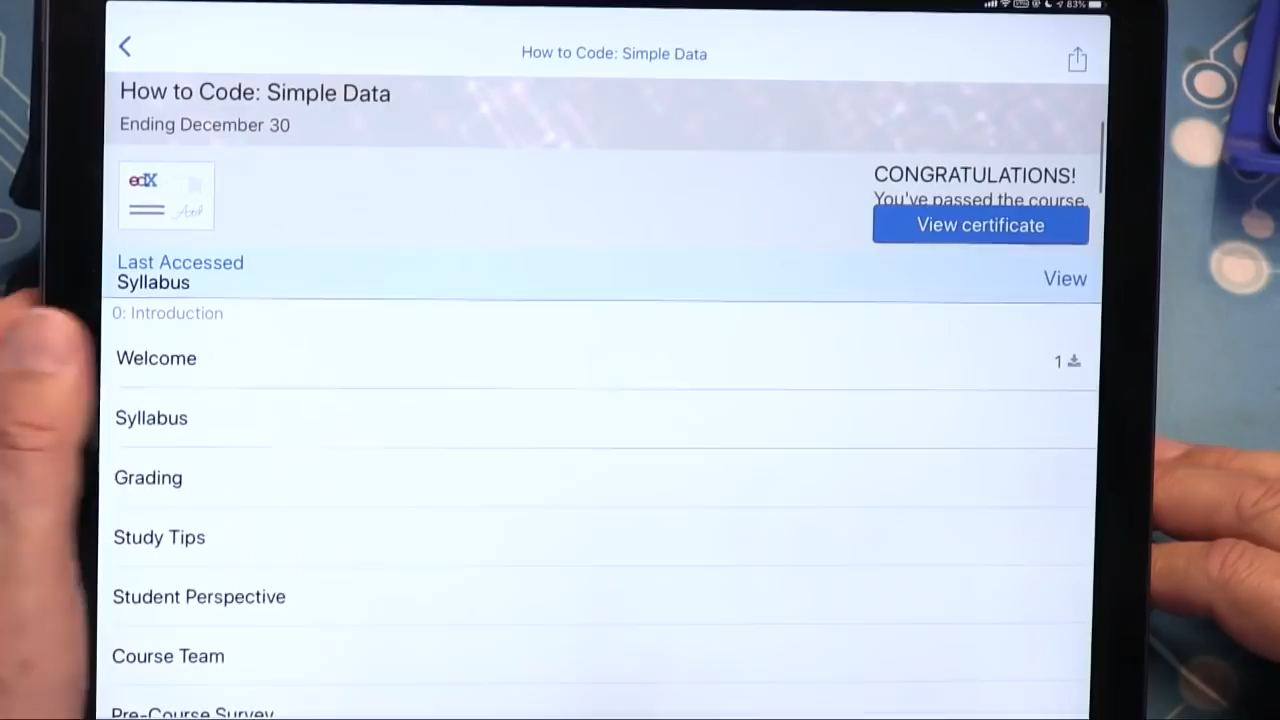 83%
How to Code: Simple Data
How to Code: Simple Data
Ending December 30
edX
CONGRATULATIONS!
You've passed the course.
View certificate
Last Accessed
Syllabus
View
0: Introduction
Welcome
1
Syllabus
Grading
Study Tips
Student Perspective
Course Team
Pre-Course Survey